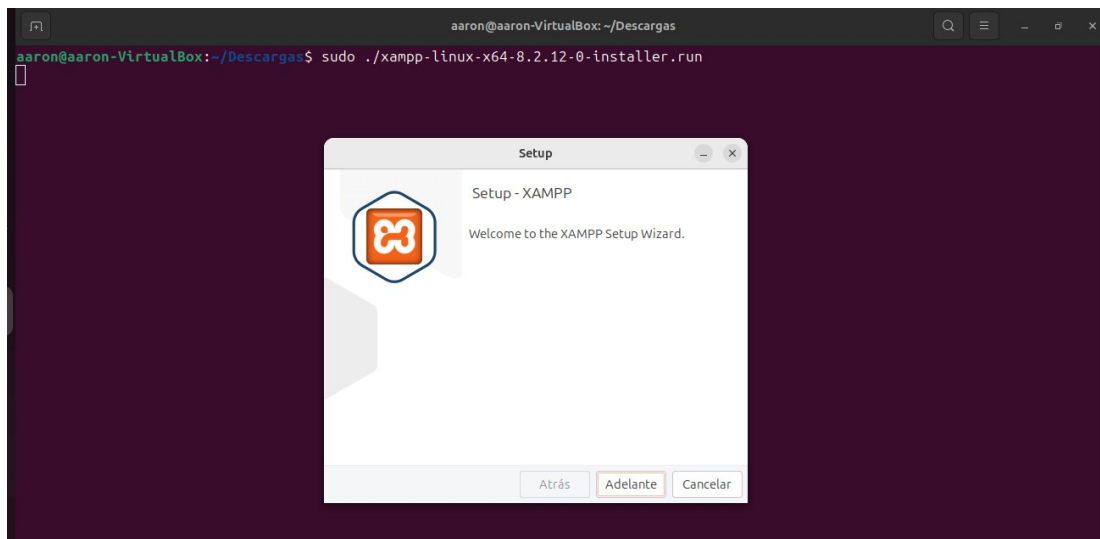 aaron@aaron-VirtualBox: ~/Descargas
aaron@aaron-VirtualBox:~/Descargas$ sudo ./xampp-linux-x64-8.2.12-0-installer.run
Setup
Setup - XAMPP
Welcome to the XAMPP Setup Wizard.
Atrás Adelante Cancelar